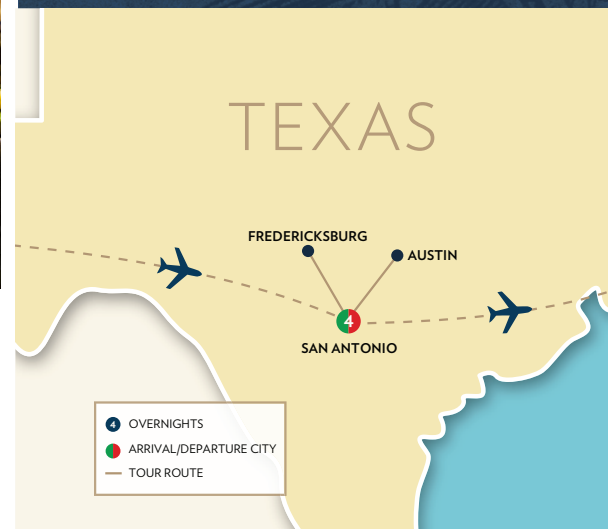 TEXAS
FREDERICKSBURG
AUSTIN
4
SAN ANTONIO
4 OVERNIGHTS
ARRIVAL/DEPARTURE CITY
TOUR ROUTE